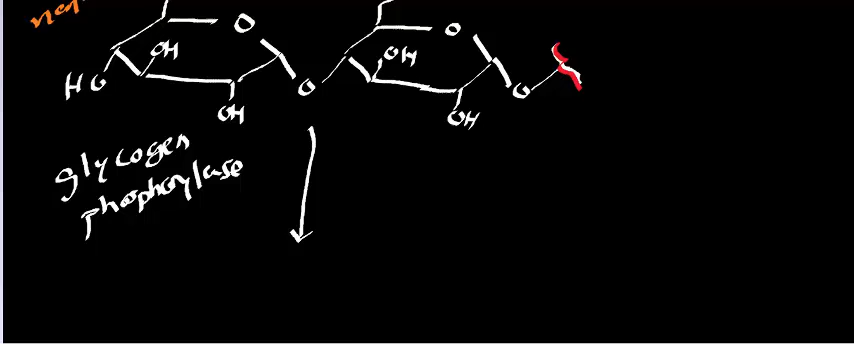 O O
OH OH
HO O O
OH OH
glycogen
phosphorylase